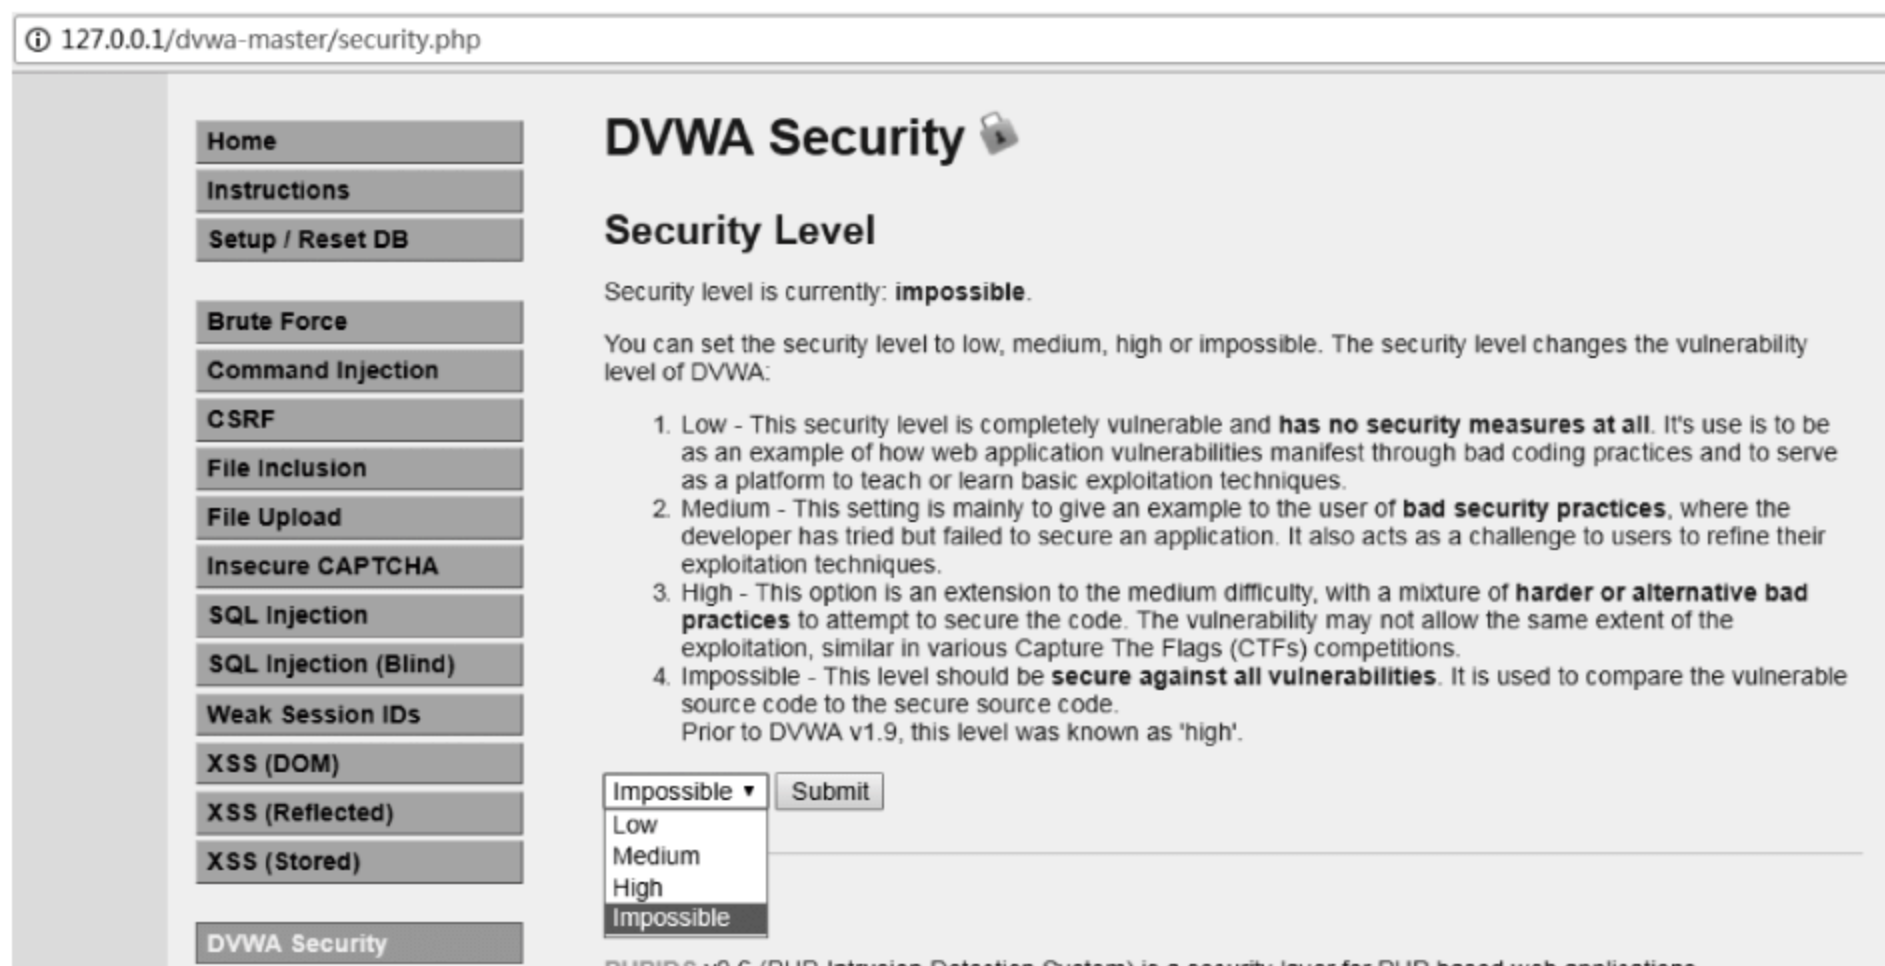 127.0.0.1/dvwa-master/security.php
Home
Instructions
Setup / Reset DB
Brute Force
Command Injection
CSRF
File Inclusion
File Upload
Insecure CAPTCHA
SQL Injection
SQL Injection (Blind)
Weak Session IDs
XSS (DOM)
XSS (Reflected)
XSS (Stored)
DVWA Security
DVWA Security
Security Level
Security level is currently: impossible.
You can set the security level to low, medium, high or impossible. The security level changes the vulnerability
level of DVWA:
1. Low - This security level is completely vulnerable and has no security measures at all. It's use is to be
as an example of how web application vulnerabilities manifest through bad coding practices and to serve
as a platform to teach or learn basic exploitation techniques.
2. Medium - This setting is mainly to give an example to the user of bad security practices, where the
developer has tried but failed to secure an application. It also acts as a challenge to users to refine their
exploitation techniques.
3. High - This option is an extension to the medium difficulty, with a mixture of harder or alternative bad
practices to attempt to secure the code. The vulnerability may not allow the same extent of the
exploitation, similar in various Capture The Flags (CTFs) competitions.
4. Impossible - This level should be secure against all vulnerabilities. It is used to compare the vulnerable
source code to the secure source code.
Prior to DVWA v1.9, this level was known as 'high'.
Impossible ▼ Submit
Low
Medium
High
Impossible
(PHP-Intrusion Detection System) is a security layer for PHP based web applications.